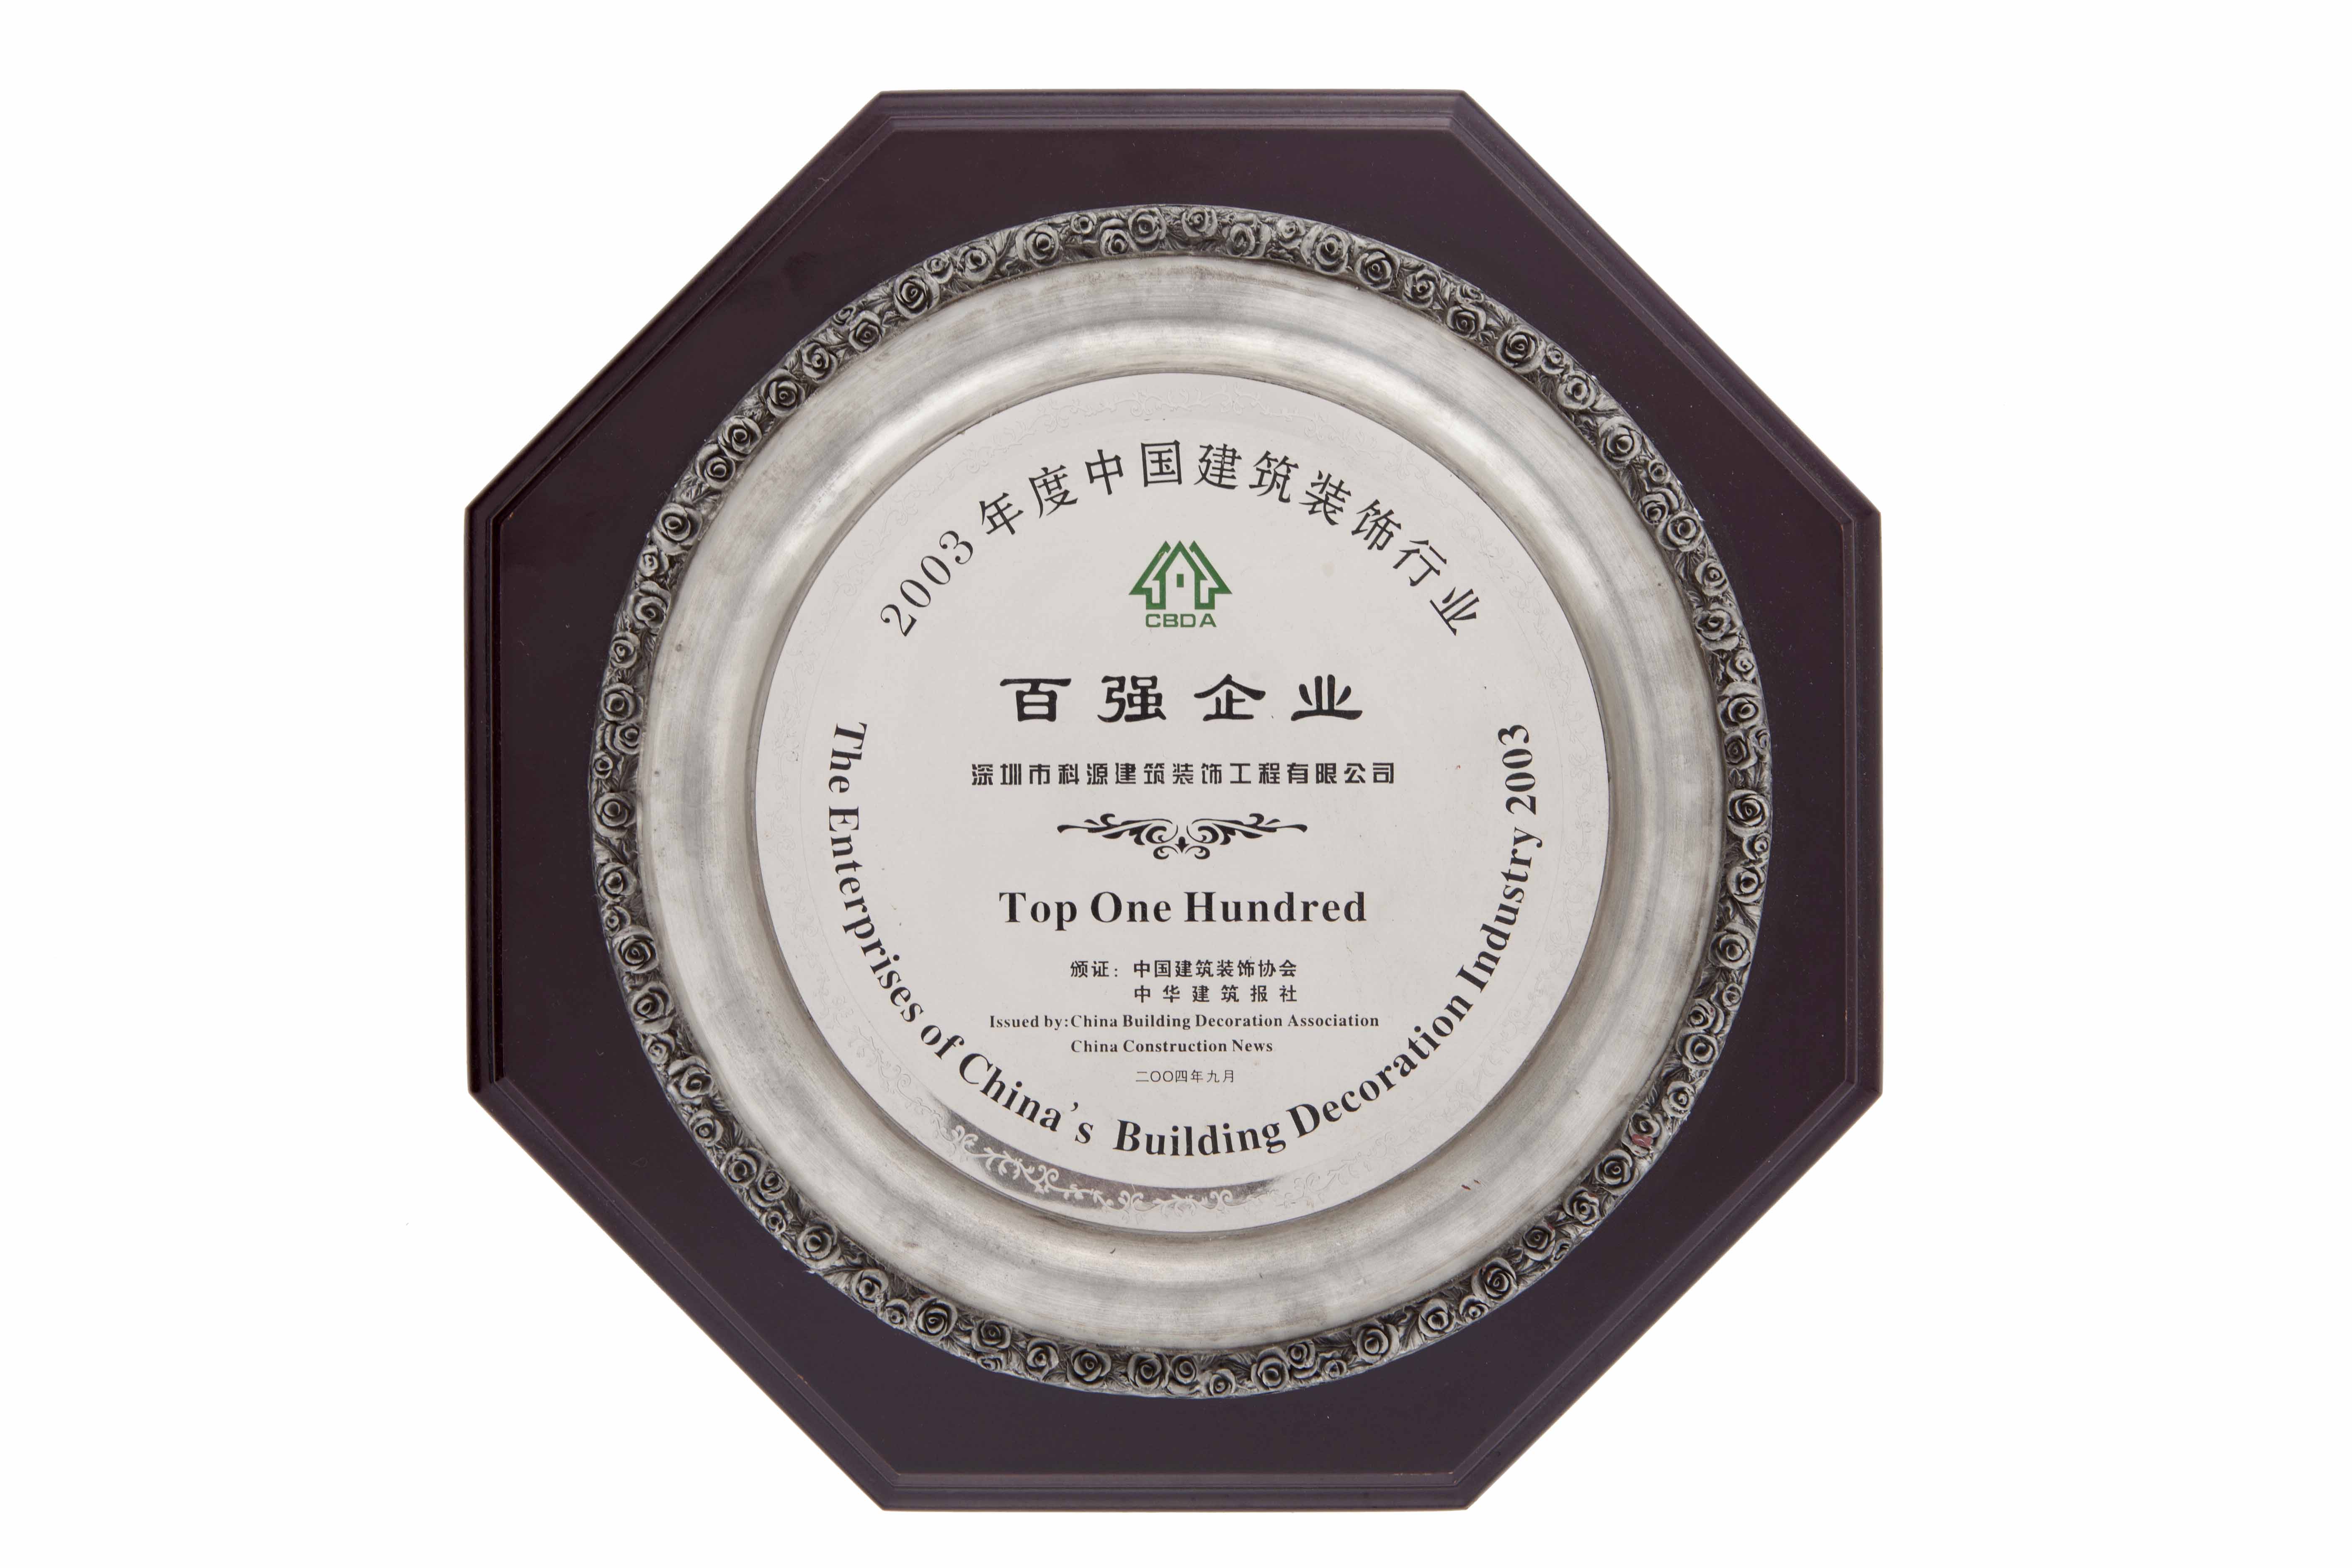 2003年度中国建筑装饰行业
CBDA
百强企业
深圳市科源建筑装饰工程有限公司
Top One Hundred
颁证：中国建筑装饰协会
中华建筑报社
Issued by:China Building Decoration Association
China Construction News
二〇〇四年九月
The Enterprises of China's Building Decoration Industry 2003